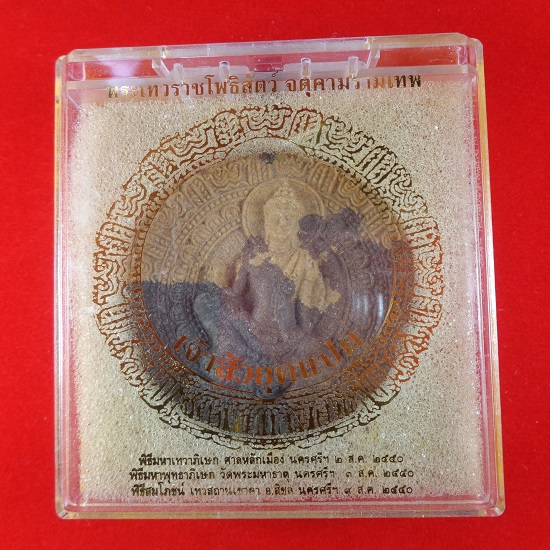 พระเทวราชโพธิสัตว์ จตุคามรามเทพ
พิธีมหาเทวาภิเษก ศาลหลักเมือง นครศรีฯ ๒ ส.ค. ๒๕๕๐
พิธีมหาพุทธาภิเษก วัดพระมหาธาตุ นครศรีฯ ๓ ส.ค. ๒๕๕๐
พิธีสมโภชน์ เทวสถานเขาคา อ.สิชล นครศรีฯ ๙ ส.ค. ๒๕๕๐